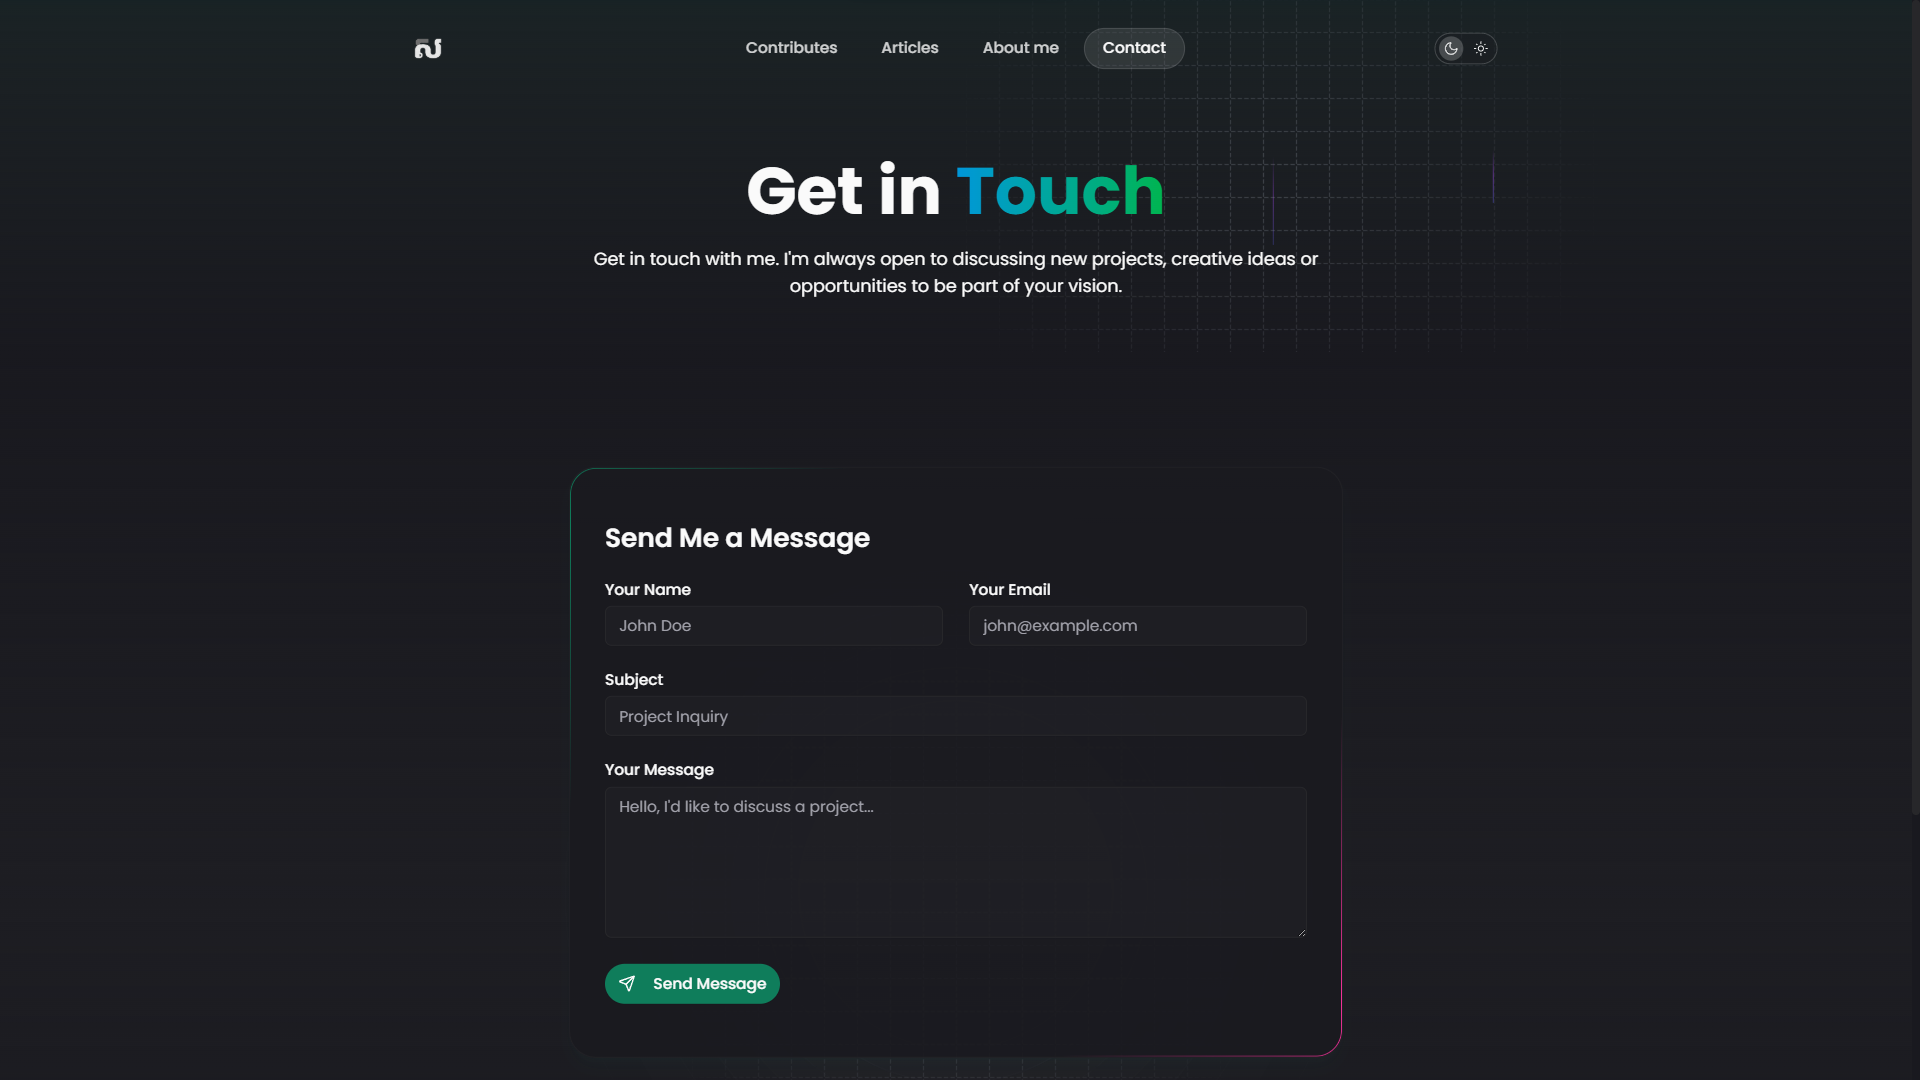 Contributes
Articles
About me
Contact
Get in Touch
Get in touch with me. I'm always open to discussing new projects, creative ideas or
opportunities to be part of your vision.
Send Me a Message
Your Name
Your Email
John Doe
john@example.com
Subject
Project Inquiry
Your Message
Hello, I'd like to discuss a project...
Send Message